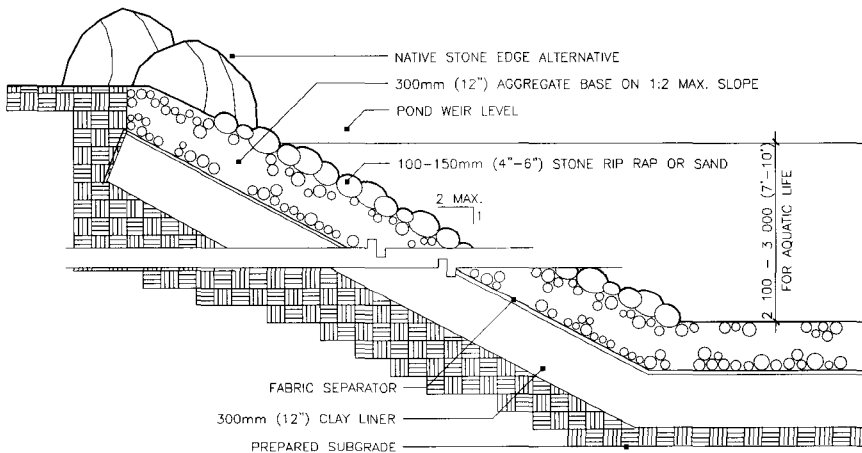 NATIVE STONE EDGE ALTERNATIVE
300mm (12") AGGREGATE BASE ON 1:2 MAX. SLOPE
POND WEIR LEVEL
100-150mm (4"-6") STONE RIP RAP OR SAND
2 MAX.
1
2 100 - 3 000 (7'-10')
FOR AQUATIC LIFE
FABRIC SEPARATOR
300mm (12") CLAY LINER
PREPARED SUBGRADE